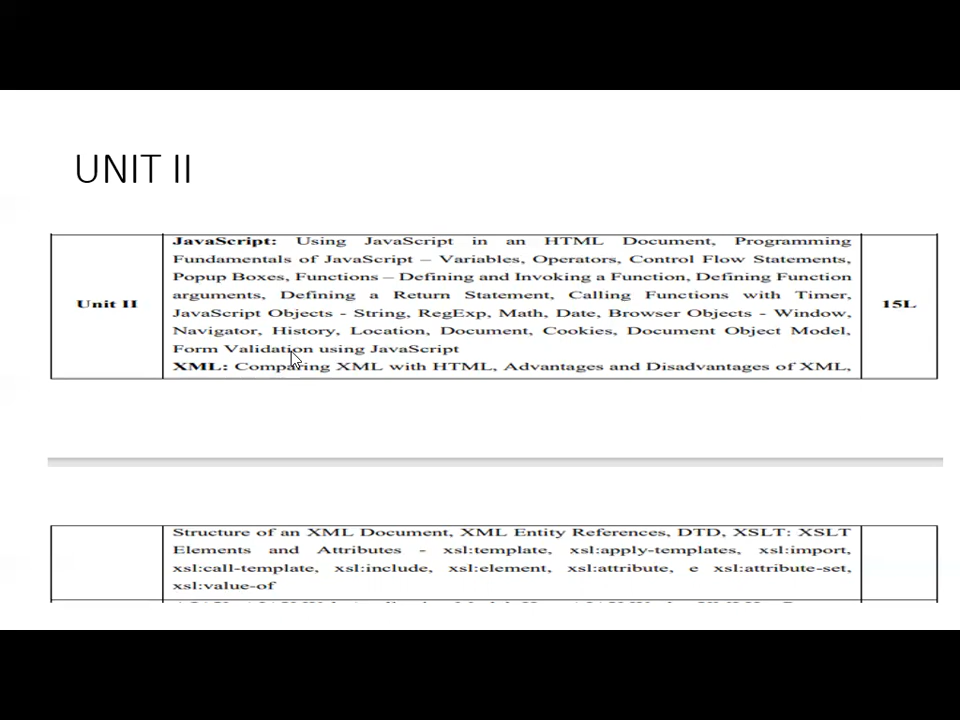 UNIT II
JavaScript: Using JavaScript in an HTML Document, Programming
Fundamentals of JavaScript – Variables, Operators, Control Flow Statements,
Popup Boxes, Functions – Defining and Invoking a Function, Defining Function
arguments, Defining a Return Statement, Calling Functions with Timer,
Unit II
15L
JavaScript Objects - String, RegExp, Math, Date, Browser Objects - Window,
Navigator, History, Location, Document, Cookies, Document Object Model,
Form Validation using JavaScript
XML: Comparing XML with HTML, Advantages and Disadvantages of XML,
Structure of an XML Document, XML Entity References, DTD, XSLT: XSLT
Elements and Attributes - xsl:template, xsl:apply-templates, xsl:import,
xsl:call-template, xsl:include, xsl:element, xsl:attribute, e xsl:attribute-set,
xsl:value-of